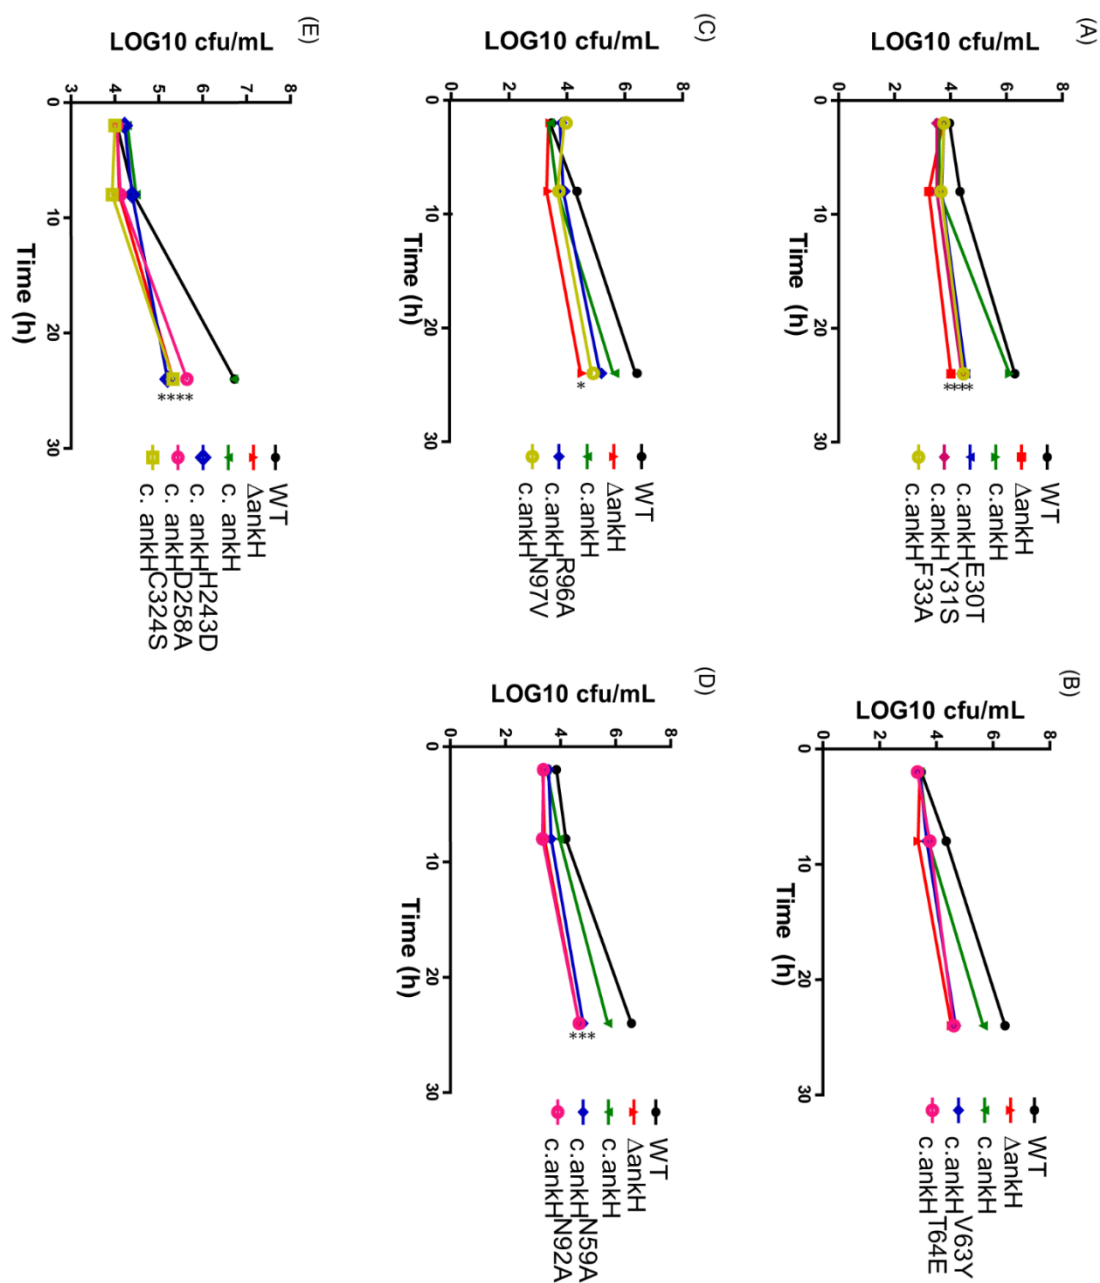 (A)
LOG10 cfu/mL
8
6
4
2
0
0
10
20
30
Time (h)
****
WT
ΔankH
c.ankH
c.ankHE30T
c.ankHY31S
c.ankHF33A
(B)
LOG10 cfu/mL
8
6
4
2
0
0
10
20
30
Time (h)
WT
ΔankH
c.ankH
c.ankHV63Y
c.ankHT64E
(C)
LOG10 cfu/mL
8
6
4
2
0
0
10
20
30
Time (h)
*
WT
ΔankH
c.ankH
c.ankHR96A
c.ankHN97V
(D)
LOG10 cfu/mL
8
6
4
2
0
0
10
20
30
Time (h)
***
WT
ΔankH
c.ankH
c.ankHN59A
c.ankHN92A
(E)
LOG10 cfu/mL
8
7
6
5
4
3
0
10
20
30
Time (h)
****
WT
ΔankH
c. ankH
c. ankHH243D
c. ankHD258A
c. ankHC324S